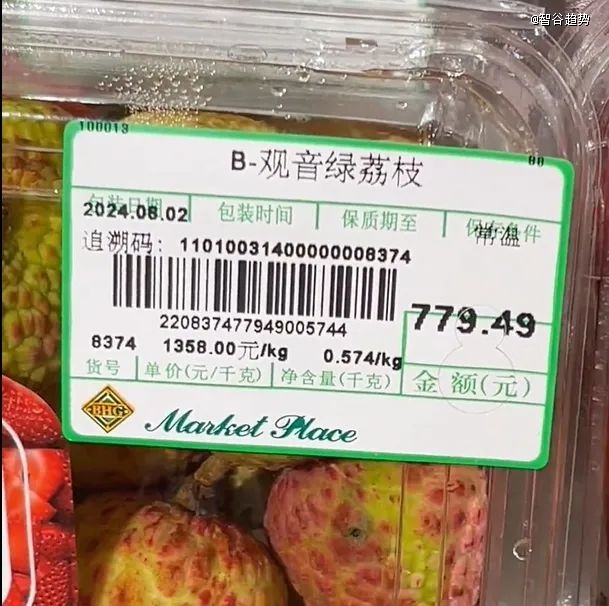 @智谷趋势
100013
80
B-观音绿荔枝
包装日期 包装时间 保质期至 保存条件
2024.06.02 常温
追溯码: 110100314000000008374
220837477949005744
779.49
8374 1358.00元/kg 0.574/kg
货号 单价(元/千克) 净含量(千克) 金额(元)
BHG Market Place